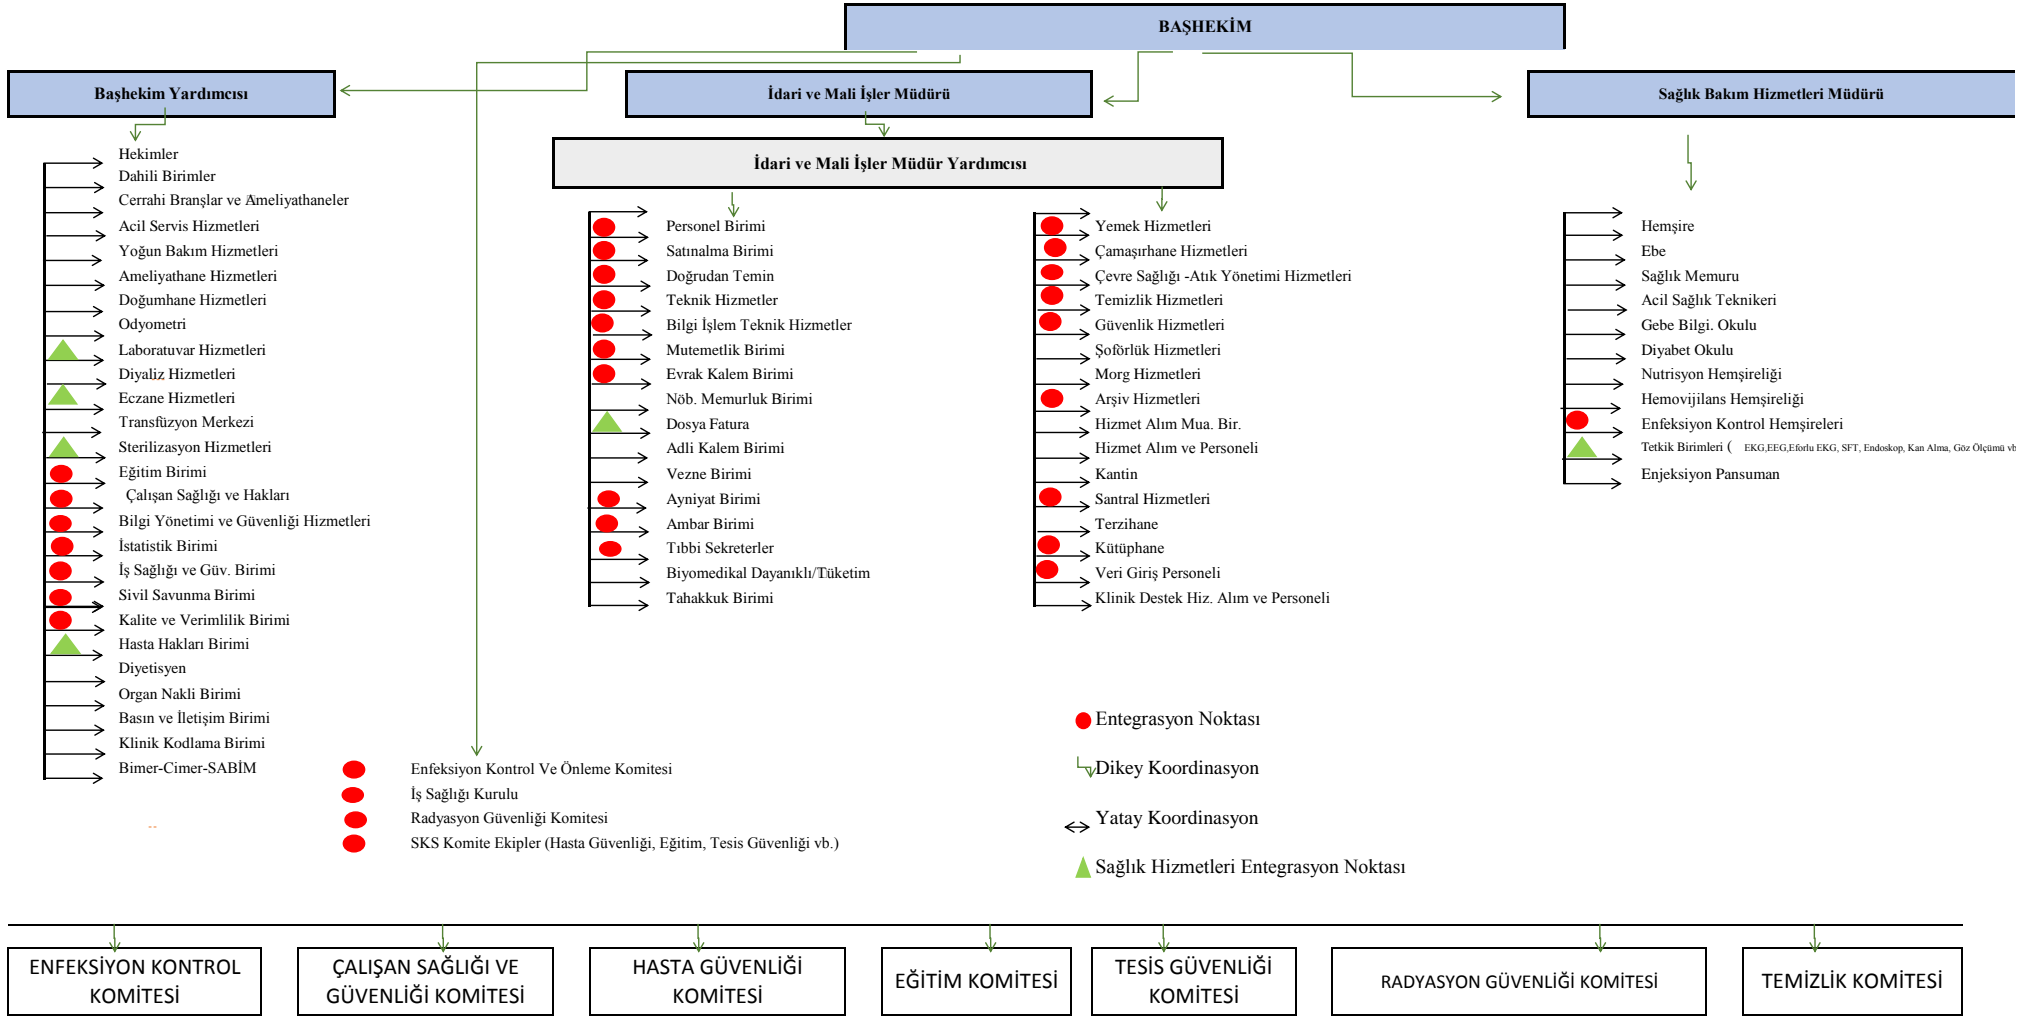 BAŞHEKİM
Başhekim Yardımcısı
İdari ve Mali İşler Müdürü
Sağlık Bakım Hizmetleri Müdürü
İdari ve Mali İşler Müdür Yardımcısı
Hekimler
Dahili Birimler
Cerrahi Branşlar ve Ameliyathaneler
Acil Servis Hizmetleri
Yoğun Bakım Hizmetleri
Ameliyathane Hizmetleri
Doğumhane Hizmetleri
Odyometri
Laboratuvar Hizmetleri
Diyaliz Hizmetleri
Eczane Hizmetleri
Transfüzyon Merkezi
Sterilizasyon Hizmetleri
Eğitim Birimi
Çalışan Sağlığı ve Hakları
Bilgi Yönetimi ve Güvenliği Hizmetleri
İstatistik Birimi
İş Sağlığı ve Güv. Birimi
Sivil Savunma Birimi
Kalite ve Verimlilik Birimi
Hasta Hakları Birimi
Diyetisyen
Organ Nakli Birimi
Basın ve İletişim Birimi
Klinik Kodlama Birimi
Bimer-Cimer-SABİM
Personel Birimi
Satınalma Birimi
Doğrudan Temin
Teknik Hizmetler
Bilgi İşlem Teknik Hizmetler
Mutemetlik Birimi
Evrak Kalem Birimi
Nöb. Memurluk Birimi
Dosya Fatura
Adli Kalem Birimi
Vezne Birimi
Ayniyat Birimi
Ambar Birimi
Tıbbi Sekreterler
Biyomedikal Dayanıklı/Tüketim
Tahakkuk Birimi
Yemek Hizmetleri
Çamaşırhane Hizmetleri
Çevre Sağlığı -Atık Yönetimi Hizmetleri
Temizlik Hizmetleri
Güvenlik Hizmetleri
Şoförlük Hizmetleri
Morg Hizmetleri
Arşiv Hizmetleri
Hizmet Alım Mua. Bir.
Hizmet Alım ve Personeli
Kantin
Santral Hizmetleri
Terzihane
Kütüphane
Veri Giriş Personeli
Klinik Destek Hiz. Alım ve Personeli
Hemşire
Ebe
Sağlık Memuru
Acil Sağlık Teknikeri
Gebe Bilgi. Okulu
Diyabet Okulu
Nutrisyon Hemşireliği
Hemovijilans Hemşireliği
Enfeksiyon Kontrol Hemşireleri
Tetkik Birimleri ( EKG,EEG,Eforlu EKG, SFT, Endoskop, Kan Alma, Göz Ölçümü vb
Enjeksiyon Pansuman
Enfeksiyon Kontrol Ve Önleme Komitesi
İş Sağlığı Kurulu
Radyasyon Güvenliği Komitesi
SKS Komite Ekipler (Hasta Güvenliği, Eğitim, Tesis Güvenliği vb.)
Entegrasyon Noktası
Dikey Koordinasyon
Yatay Koordinasyon
Sağlık Hizmetleri Entegrasyon Noktası
ENFEKSİYON KONTROL
KOMİTESİ
ÇALIŞAN SAĞLIĞI VE
GÜVENLİĞİ KOMİTESİ
HASTA GÜVENLİĞİ
KOMİTESİ
EĞİTİM KOMİTESİ
TESİS GÜVENLİĞİ
KOMİTESİ
RADYASYON GÜVENLİĞİ KOMİTESİ
TEMİZLİK KOMİTESİ